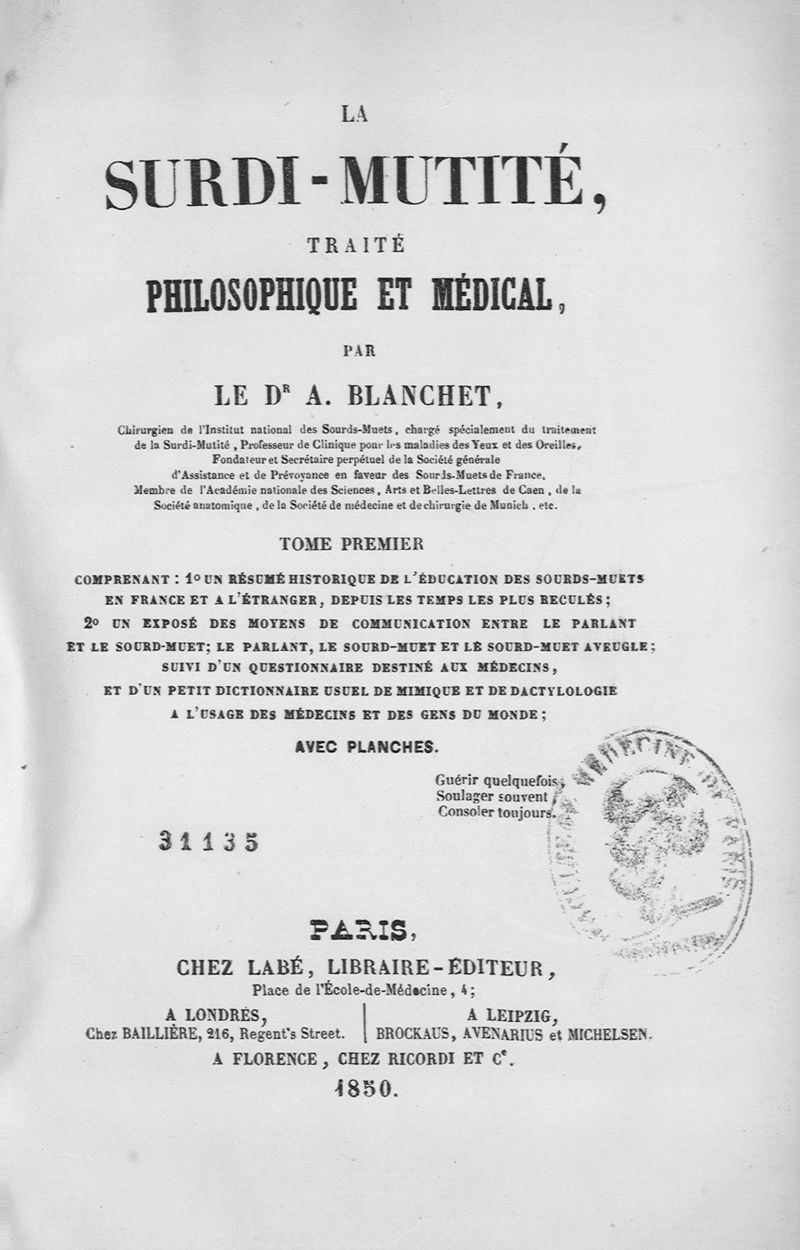 LA
SURDI-MUTITÉ,
TRAITÉ
PHILOSOPHIQUE ET MÉDICAL,
PAR
LE Dᴿ A. BLANCHET,
Chirurgien de l'Institut national des Sourds-Muets, chargé spécialement du traitement
de la Surdi-Mutité, Professeur de Clinique pour les maladies des Yeux et des Oreilles,
Fondateur et Secrétaire perpétuel de la Société générale
d'Assistance et de Prévoyance en faveur des Sourds-Muets de France,
Membre de l'Académie nationale des Sciences, Arts et Belles-Lettres de Caen, de la
Société anatomique, de la Société de médecine et de chirurgie de Munich, etc.
TOME PREMIER
COMPRENANT : 1º UN RÉSUMÉ HISTORIQUE DE L'ÉDUCATION DES SOURDS-MUETS
EN FRANCE ET A L'ÉTRANGER, DEPUIS LES TEMPS LES PLUS RECULÉS;
2º UN EXPOSÉ DES MOYENS DE COMMUNICATION ENTRE LE PARLANT
ET LE SOURD-MUET; LE PARLANT, LE SOURD-MUET ET LE SOURD-MUET AVEUGLE;
SUIVI D'UN QUESTIONNAIRE DESTINÉ AUX MÉDECINS,
ET D'UN PETIT DICTIONNAIRE USUEL DE MIMIQUE ET DE DACTYLOLOGIE
A L'USAGE DES MÉDECINS ET DES GENS DU MONDE;
AVEC PLANCHES.
Guérir quelquefois,
Soulager souvent,
Consoler toujours.
MÉDECINE DE PARIS
31135
PARIS,
CHEZ LABÉ, LIBRAIRE-ÉDITEUR,
Place de l'École-de-Médecine, 4;
A LONDRES,
Chez BAILLIÈRE, 216, Regent's Street.
A LEIPZIG,
BROCKAUS, AVENARIUS et MICHELSEN.
A FLORENCE, CHEZ RICORDI ET Cᵉ.
1850.